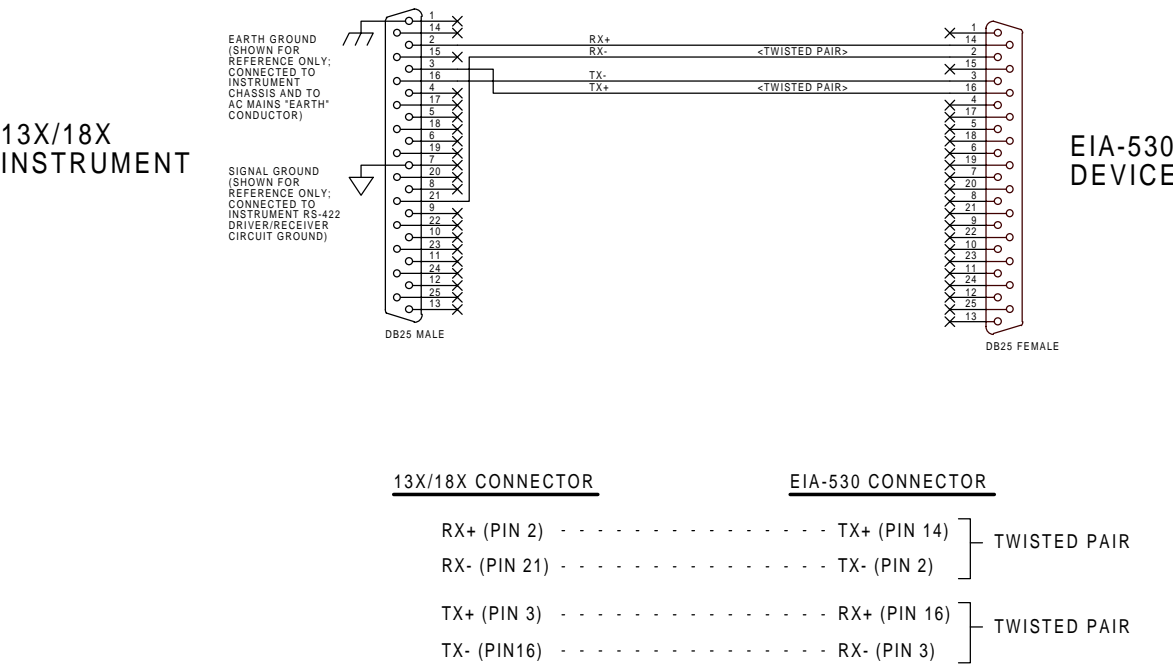 EARTH GROUND
(SHOWN FOR
REFERENCE ONLY;
CONNECTED TO
INSTRUMENT
CHASSIS AND TO
AC MAINS "EARTH"
CONDUCTOR)
13X/18X
INSTRUMENT
SIGNAL GROUND
(SHOWN FOR
REFERENCE ONLY;
CONNECTED TO
INSTRUMENT RS-422
DRIVER/RECEIVER
CIRCUIT GROUND)
1
14
2
15
3
16
4
17
5
18
6
19
7
20
8
21
9
22
10
23
11
24
12
25
13
DB25 MALE
RX+
RX- <TWISTED PAIR>
TX-
TX+ <TWISTED PAIR>
1
14
2
15
3
16
4
17
5
18
6
19
7
20
8
21
9
22
10
23
11
24
12
25
13
DB25 FEMALE
EIA-530
DEVICE
13X/18X CONNECTOR EIA-530 CONNECTOR
RX+ (PIN 2) - - - - - - - - - - - - - - - TX+ (PIN 14)
RX- (PIN 21) - - - - - - - - - - - - - - - TX- (PIN 2)
TWISTED PAIR
TX+ (PIN 3) - - - - - - - - - - - - - - - RX+ (PIN 16)
TX- (PIN16) - - - - - - - - - - - - - - - RX- (PIN 3)
TWISTED PAIR